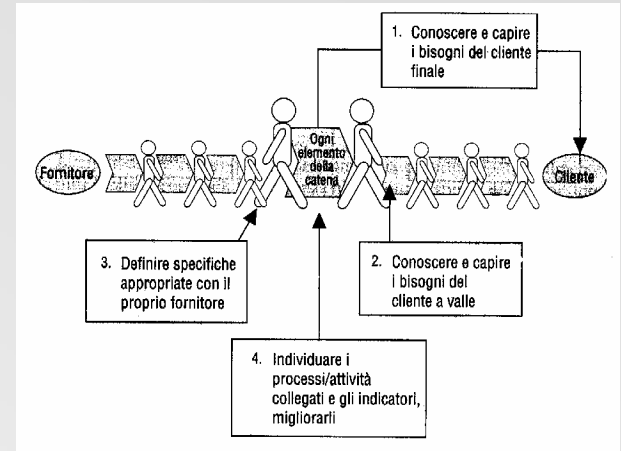 1. Conoscere e capire
i bisogni del cliente
finale
Ogni
elemento
della
catena
Fornitore
Cliente
3. Definire specifiche
appropriate con il
proprio fornitore
2. Conoscere e capire
i bisogni del
cliente a valle
4. Individuare i
processi/attività
collegati e gli indicatori,
migliorarli